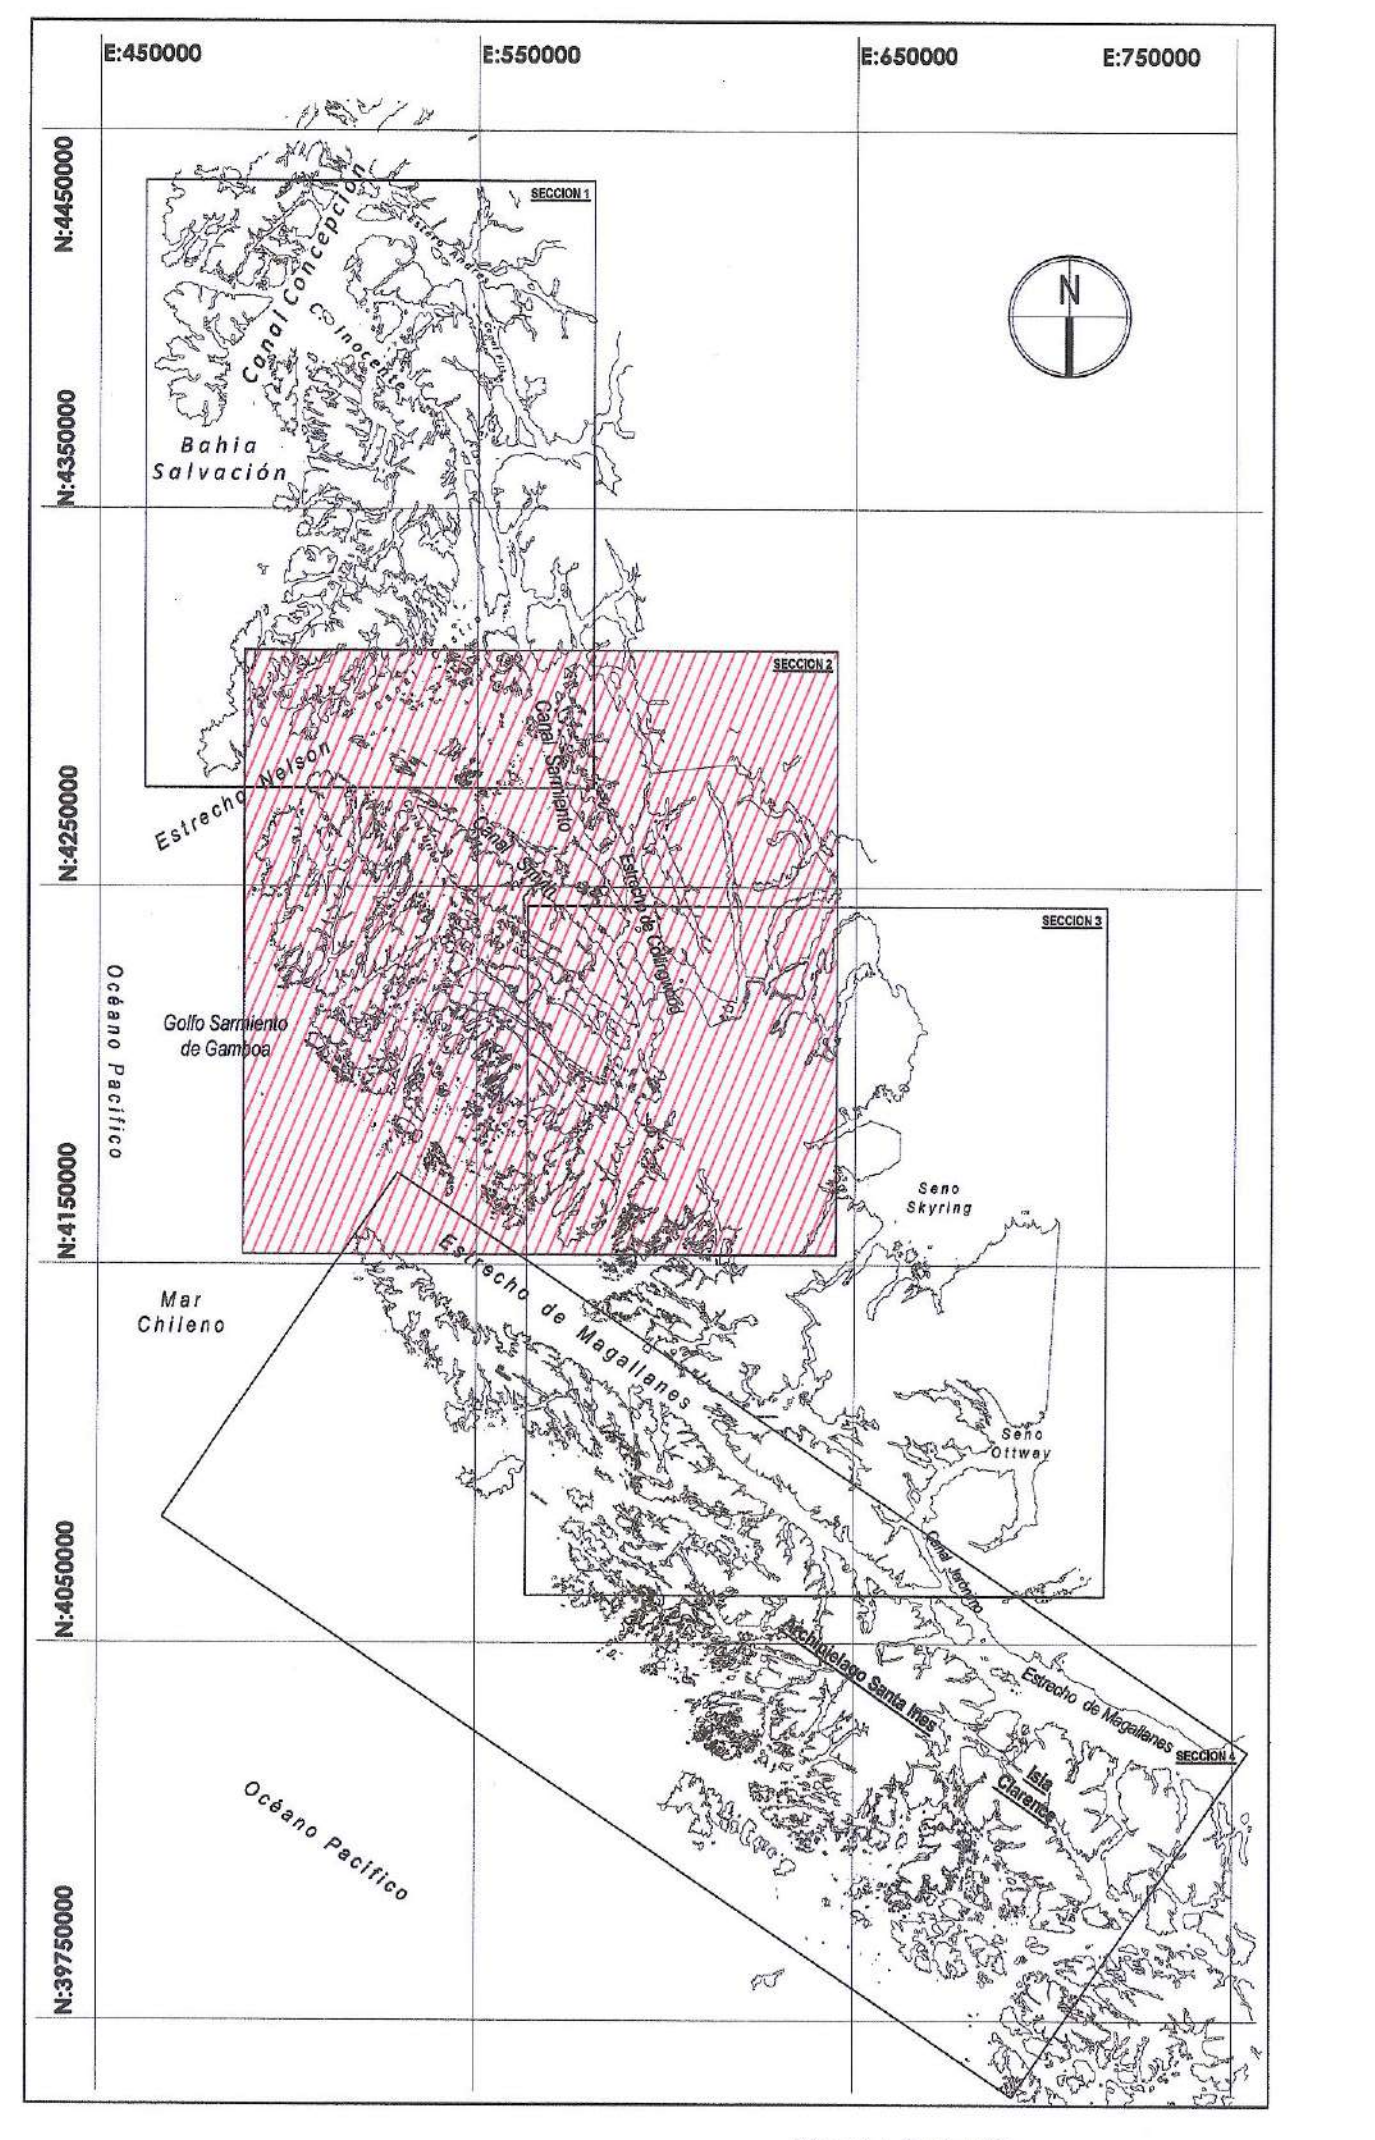 E:450000
E:550000
E:650000
E:750000
N:4450000
SECCION 1
Canal Concepción
Estero Andres
N
Inocente
N:4350000
Bahia
Salvación
SECCION 2
Canal Sarmiento
Estrecho Nelson
N:4250000
Canal Smyth
Estrecho de Collingwood
SECCION 3
Océano Pacifico
Golfo Sarmiento
de Gamboa
N:4150000
Seno
Skyring
Estrecho de Magallanes
Mar
Chileno
Seno
Ottway
N:4050000
Canal Jerónimo
Archipielago Santa Ines
Estrecho de Magallanes
SECCION 4
Isla
Clarence
Océano Pacifico
N:39750000